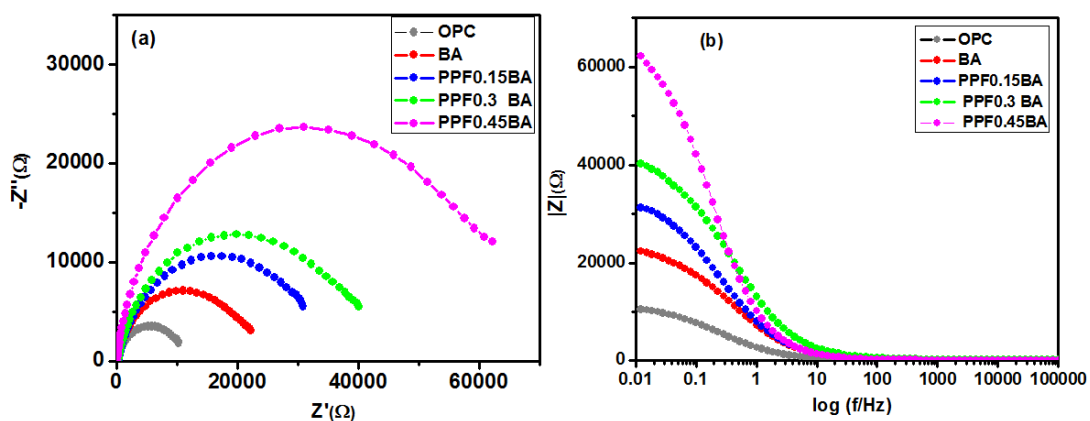 (a)
OPC
BA
PPF0.15BA
PPF0.3 BA
PPF0.45BA
30000
20000
10000
0
-Z''(Ω)
0
20000
40000
60000
Z'(Ω)
(b)
OPC
BA
PPF0.15BA
PPF0.3 BA
PPF0.45BA
60000
40000
20000
0
|Z|(Ω)
0.01
0.1
1
10
100
1000
10000
100000
log (f/Hz)